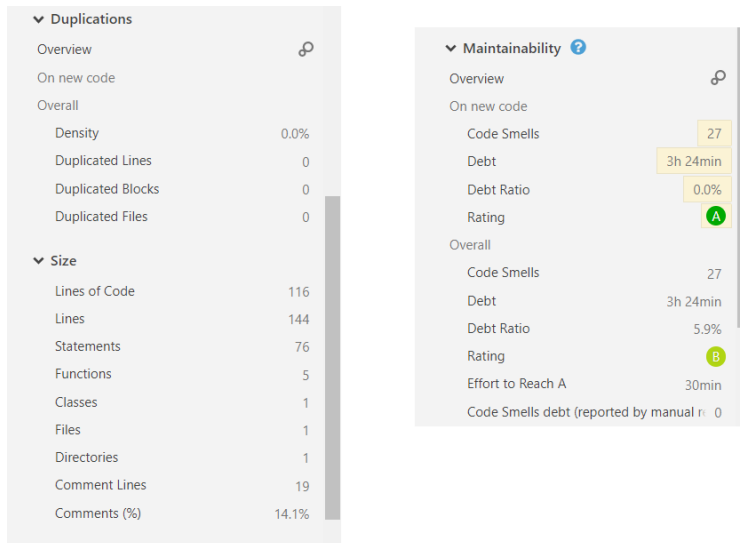 Duplications
Overview
On new code
Overall
Density 0.0%
Duplicated Lines 0
Duplicated Blocks 0
Duplicated Files 0
Size
Lines of Code 116
Lines 144
Statements 76
Functions 5
Classes 1
Files 1
Directories 1
Comment Lines 19
Comments (%) 14.1%
Maintainability ?
Overview
On new code
Code Smells 27
Debt 3h 24min
Debt Ratio 0.0%
Rating A
Overall
Code Smells 27
Debt 3h 24min
Debt Ratio 5.9%
Rating B
Effort to Reach A 30min
Code Smells debt (reported by manual 0